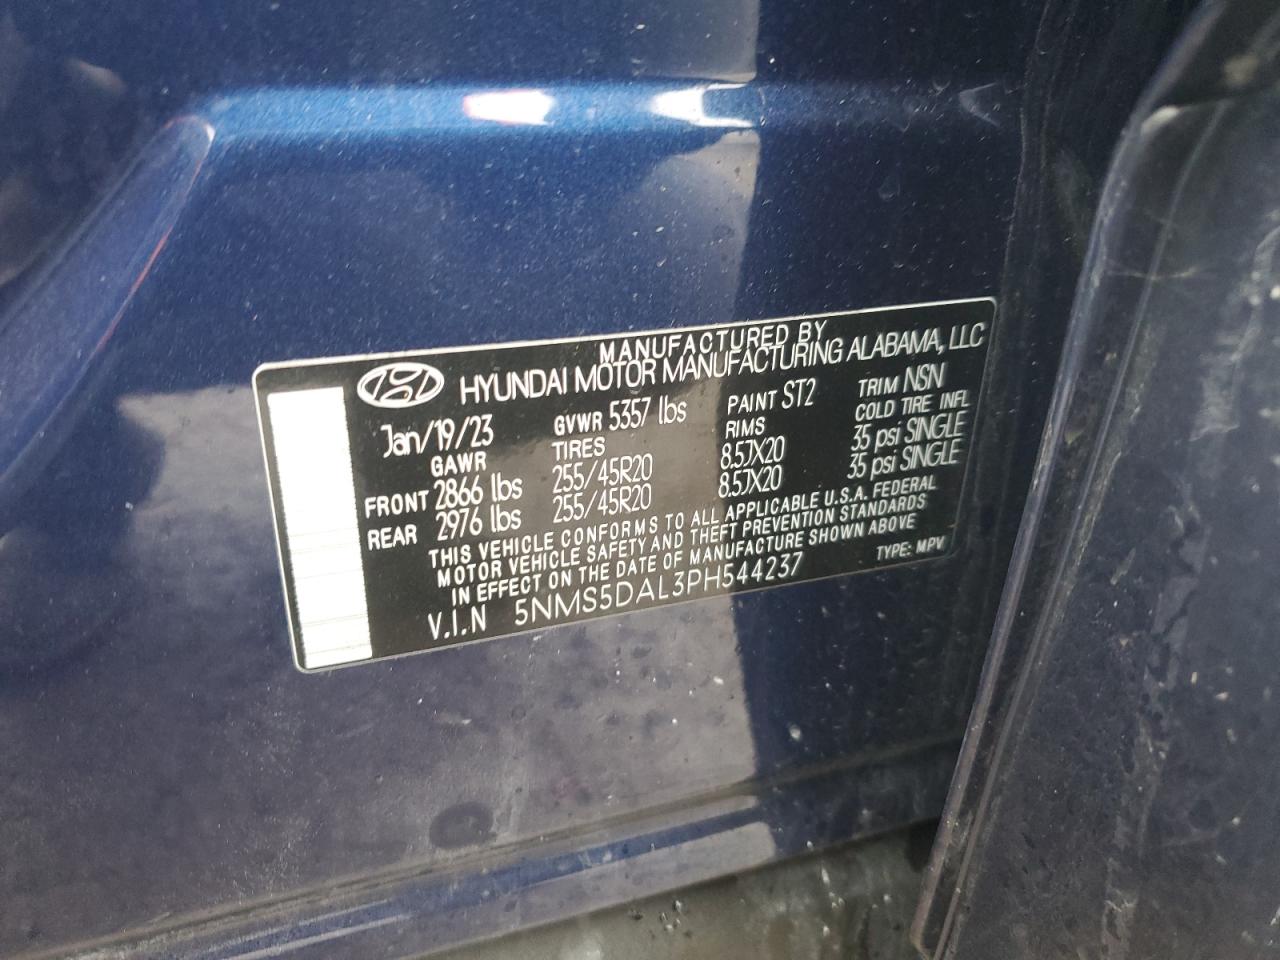 MANUFACTURED BY
HYUNDAI MOTOR MANUFACTURING ALABAMA, LLC
Jan/19/23 GVWR 5357 lbs PAINT ST2 TRIM NSN
GAWR TIRES RIMS COLD TIRE INFL
FRONT 2866 lbs 255/45R20 8.5JX20 35 psi SINGLE
REAR 2976 lbs 255/45R20 8.5JX20 35 psi SINGLE
THIS VEHICLE CONFORMS TO ALL APPLICABLE U.S.A. FEDERAL
MOTOR VEHICLE SAFETY AND THEFT PREVENTION STANDARDS
IN EFFECT ON THE DATE OF MANUFACTURE SHOWN ABOVE
V.I.N 5NMS5DAL3PH544237 TYPE: MPV